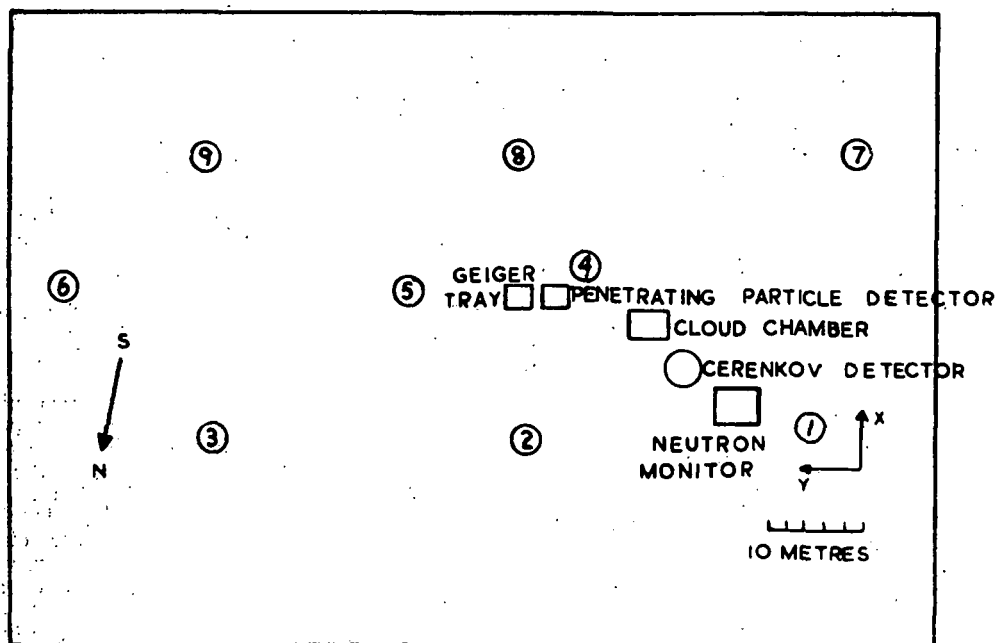 9
8
7
6
GEIGER
TRAY
5
4
PENETRATING PARTICLE DETECTOR
CLOUD CHAMBER
S
CERENKOV DETECTOR
N
3
2
1
NEUTRON
MONITOR
X
Y
10 METRES